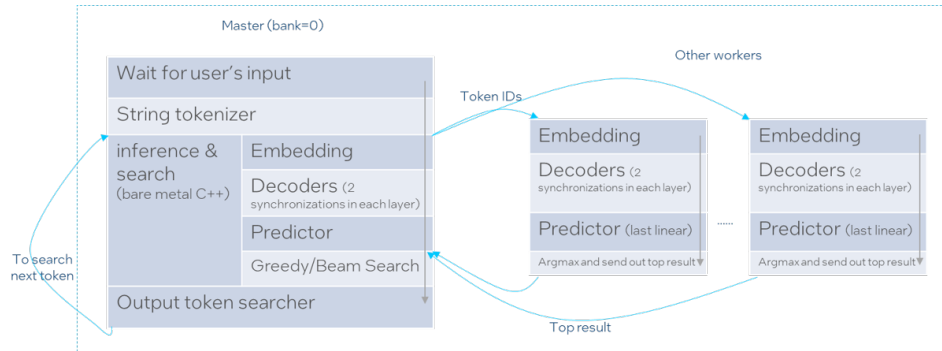 Master (bank=0)
Other workers
Wait for user's input
String tokenizer
inference &
search
(bare metal C++)
Embedding
Decoders (2
synchronizations in each layer)
Predictor
Greedy/Beam Search
Output token searcher
To search
next token
Token IDs
Embedding
Decoders (2
synchronizations in each layer)
Predictor (last linear)
Argmax and send out top result
......
Embedding
Decoders (2
synchronizations in each layer)
Predictor (last linear)
Argmax and send out top result
Top result